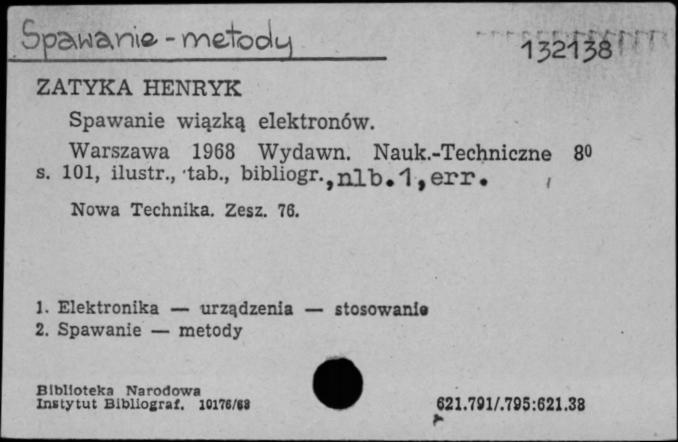 Spawanie - metody
132138
ZATYKA HENRYK
Spawanie wiązką elektronów.
Warszawa 1968 Wydawn. Nauk.-Techniczne 8⁰
s. 101, ilustr., tab., bibliogr., nlb.1, err.
Nowa Technika. Zesz. 76.
1. Elektronika — urządzenia — stosowanie
2. Spawanie — metody
Biblioteka Narodowa
Instytut Bibliograf. 10176/68
621.791/.795:621.38